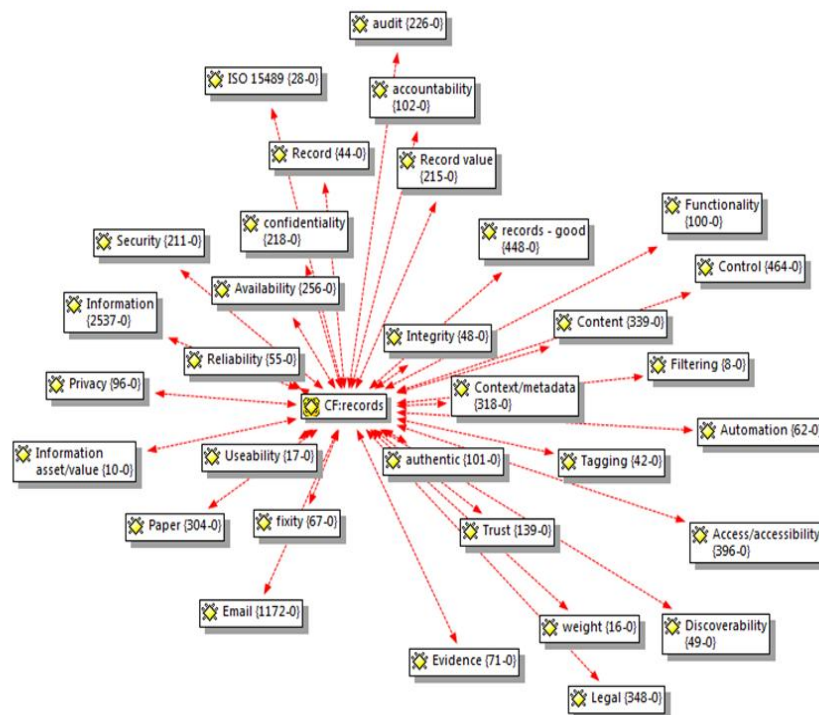 audit {226-0}
ISO 15489 {28-0}
accountability
{102-0}
Record {44-0}
Record value
{215-0}
Functionality
{100-0}
confidentiality
{218-0}
records - good
{448-0}
Security {211-0}
Control {464-0}
Availability {256-0}
Information
{2537-0}
Content {339-0}
Integrity {48-0}
Reliability {55-0}
Filtering {8-0}
Privacy {96-0}
Context/metadata
{318-0}
CF:records
Automation {62-0}
Information
asset/value {10-0}
Useability {17-0}
authentic {101-0}
Tagging {42-0}
Paper {304-0}
fixity {67-0}
Trust {139-0}
Access/accessibility
{396-0}
Email {1172-0}
weight {16-0}
Discoverability
{49-0}
Evidence {71-0}
Legal {348-0}